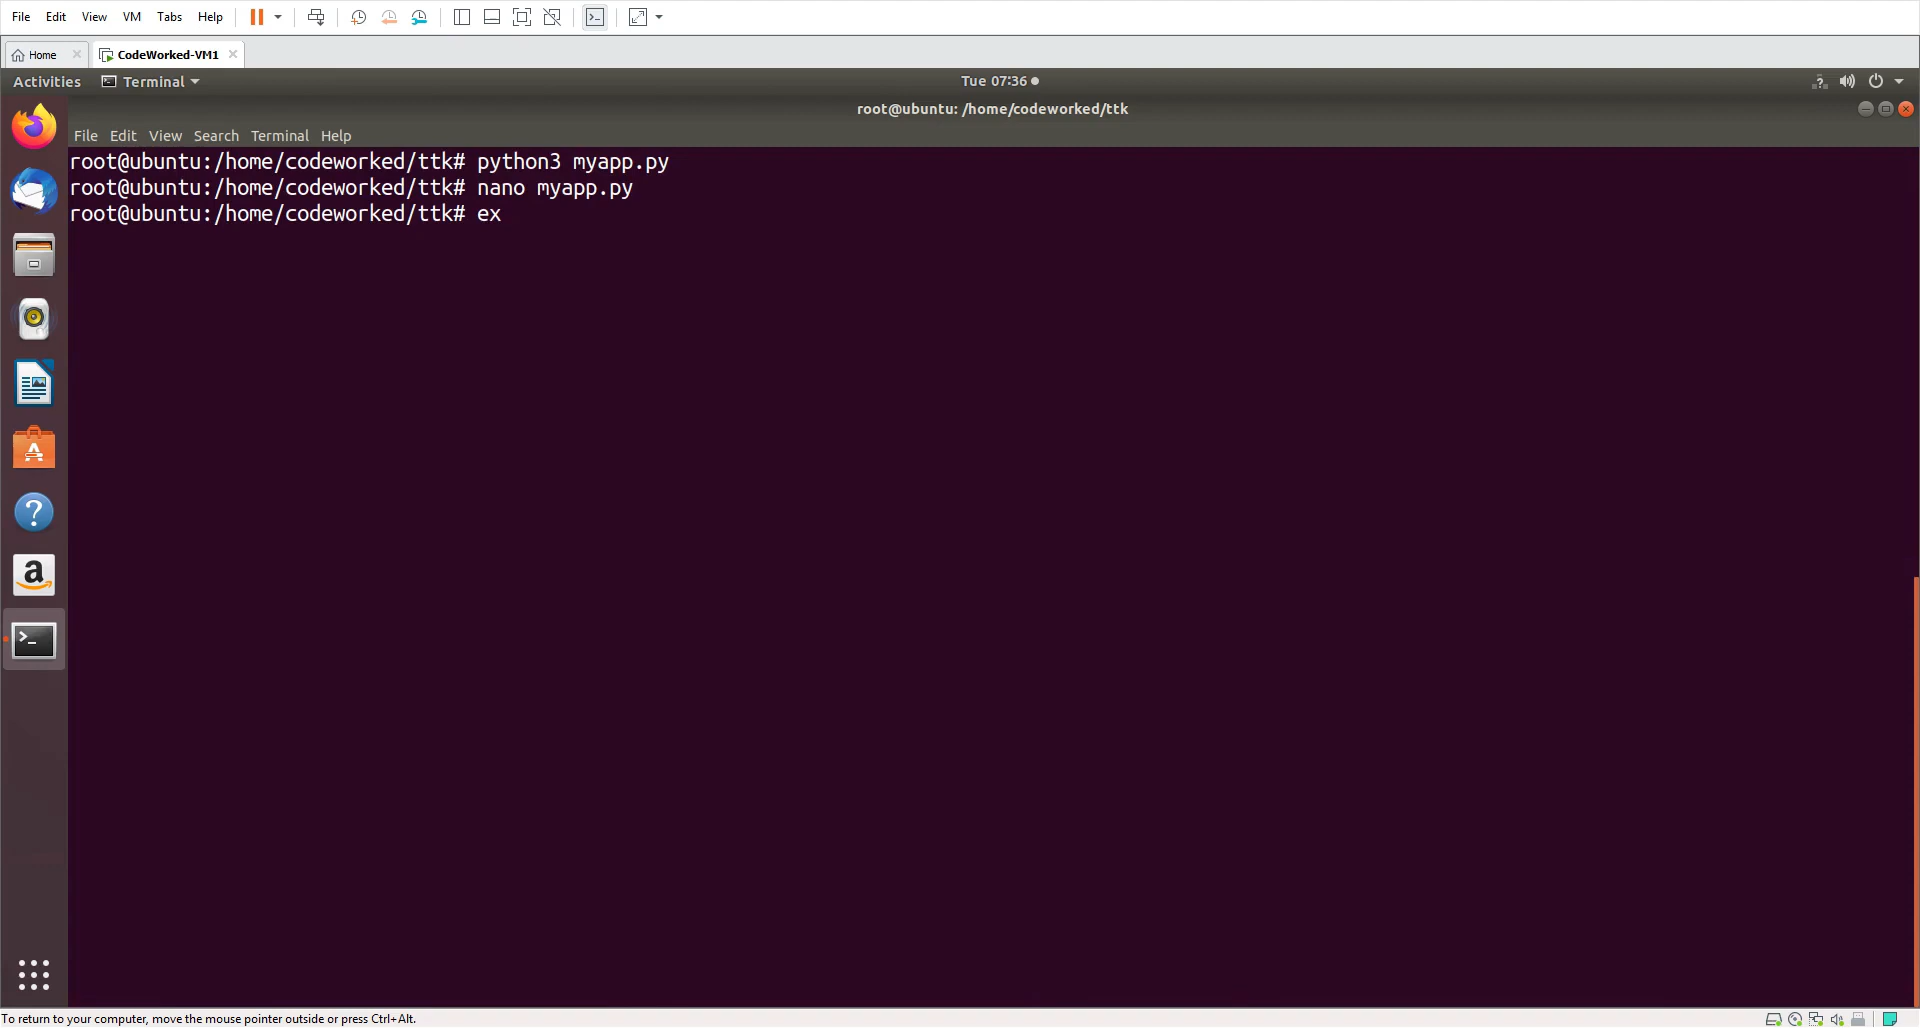 File Edit View VM Tabs Help
Home CodeWorked-VM1
Activities Terminal Tue 07:36
root@ubuntu: /home/codeworked/ttk
File Edit View Search Terminal Help
root@ubuntu:/home/codeworked/ttk# python3 myapp.py
root@ubuntu:/home/codeworked/ttk# nano myapp.py
root@ubuntu:/home/codeworked/ttk# ex
To return to your computer, move the mouse pointer outside or press Ctrl+Alt.